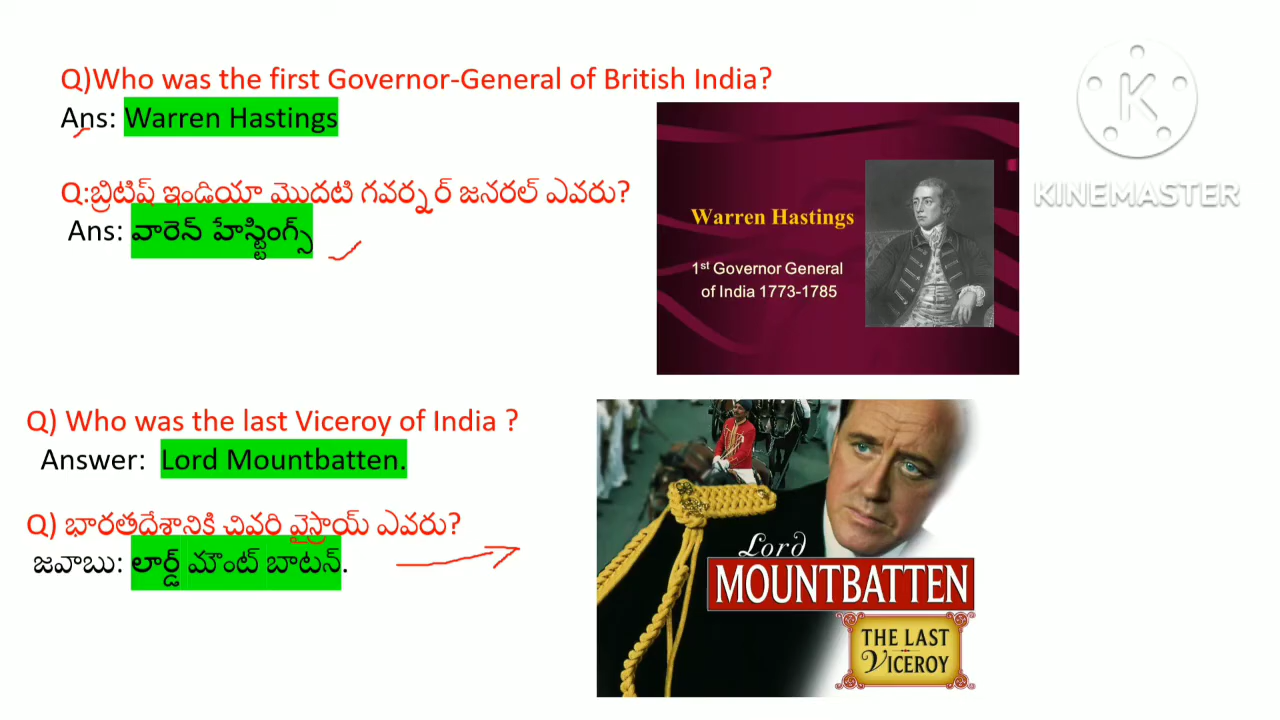 Q)Who was the first Governor-General of British India?
Ans: Warren Hastings
Q:బ్రిటిష్ ఇండియా మొదటి గవర్నర్ జనరల్ ఎవరు?
Ans: వారెన్ హేస్టింగ్స్
Warren Hastings
1st Governor General
of India 1773-1785
KINEMASTER
Q) Who was the last Viceroy of India ?
Answer: Lord Mountbatten.
Q) భారతదేశానికి చివరి వైస్రాయ్ ఎవరు?
జవాబు: లార్డ్ మౌంట్ బాటన్.
Lord
MOUNTBATTEN
THE LAST
VICEROY